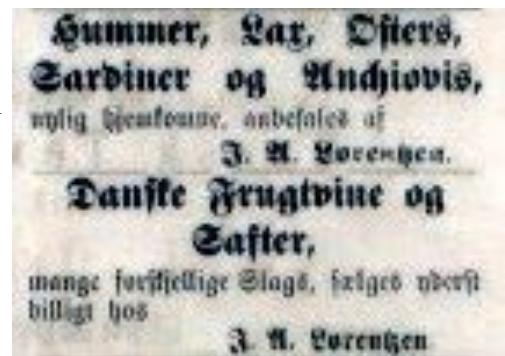 Hummer, Lax, Østers,
Sardiner og Anchiovis,
nylig hjemkomne, anbefales af
J. A. Lorentzen.
Danske Frugtvine og
Safter,
mange forskjellige Slags, sælges yderst
billigt hos
J. A. Lorentzen